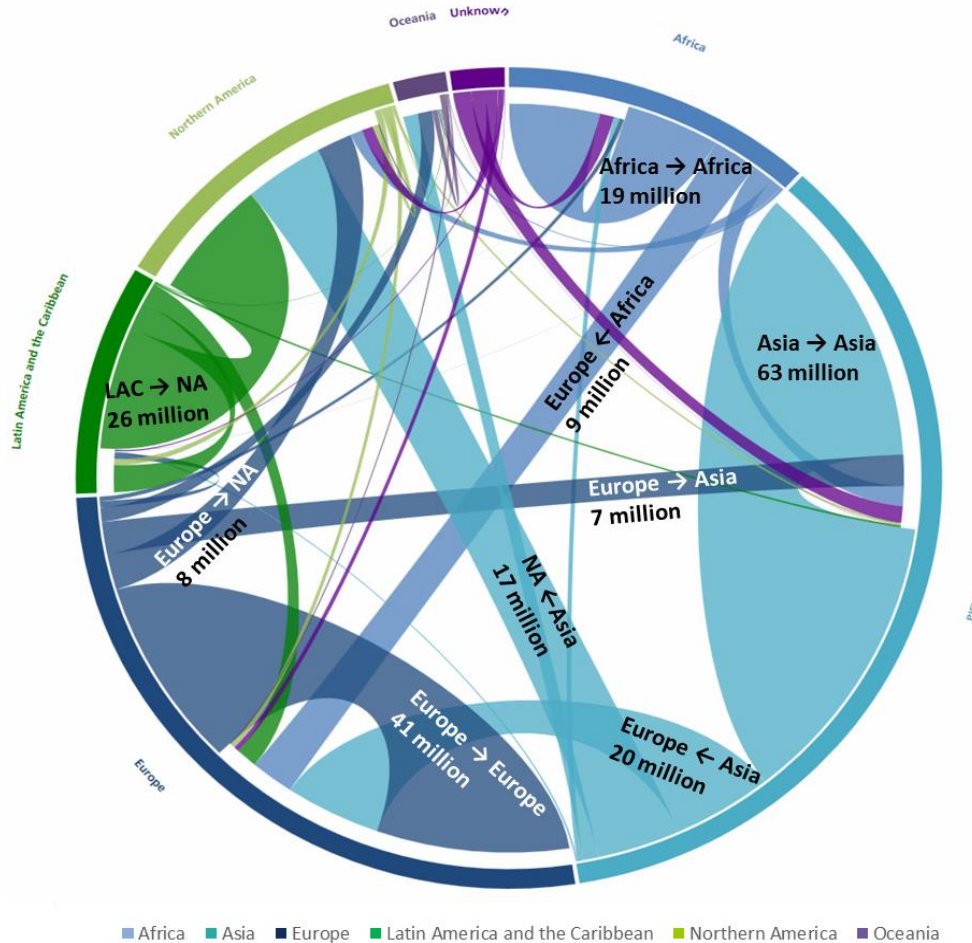 Oceania
Unknown
Africa
Northern America
Africa → Africa
19 million
Latin America and the Caribbean
Europe ← Africa
9 million
Asia → Asia
63 million
LAC → NA
26 million
Europe → NA
8 million
Europe → Asia
7 million
NA ← Asia
17 million
Europe → Europe
41 million
Europe ← Asia
20 million
Europe
Africa
Asia
Europe
Latin America and the Caribbean
Northern America
Oceania